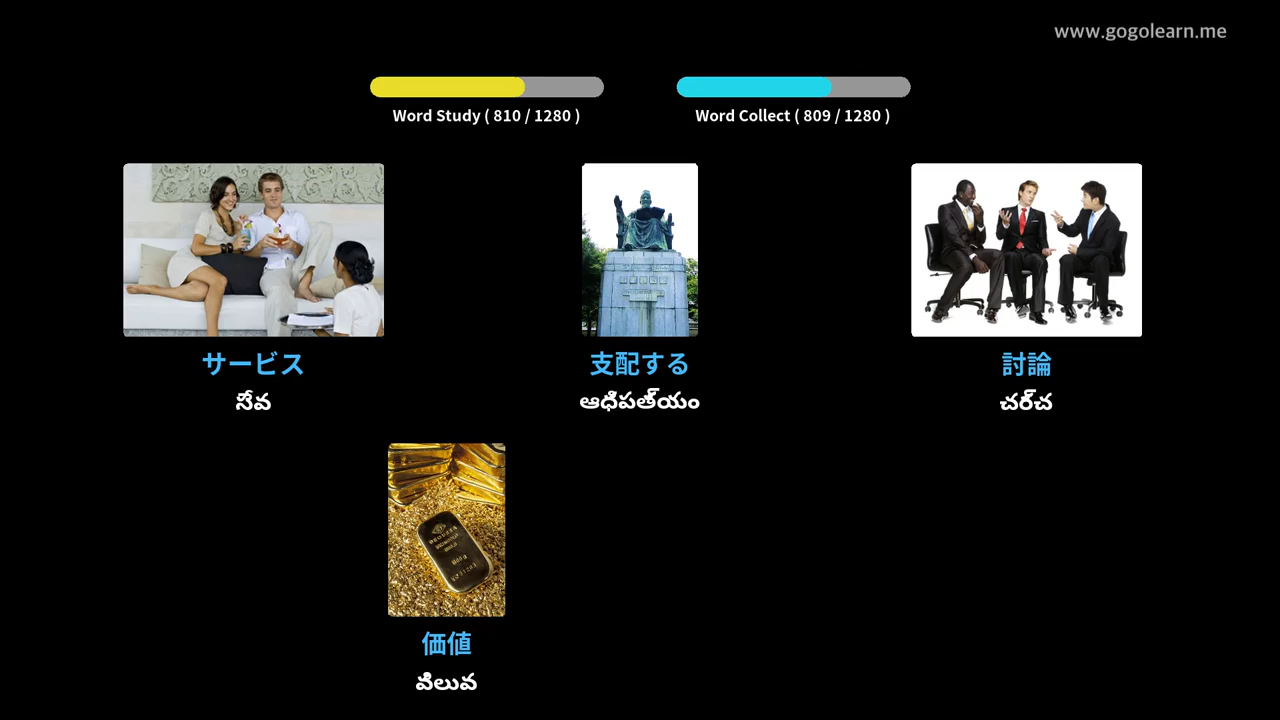 www.gogolearn.me
Word Study ( 810 / 1280 )
Word Collect ( 809 / 1280 )
サービス
సేవ
支配する
ఆధిపత్యం
討論
చర్చ
価値
విలువ